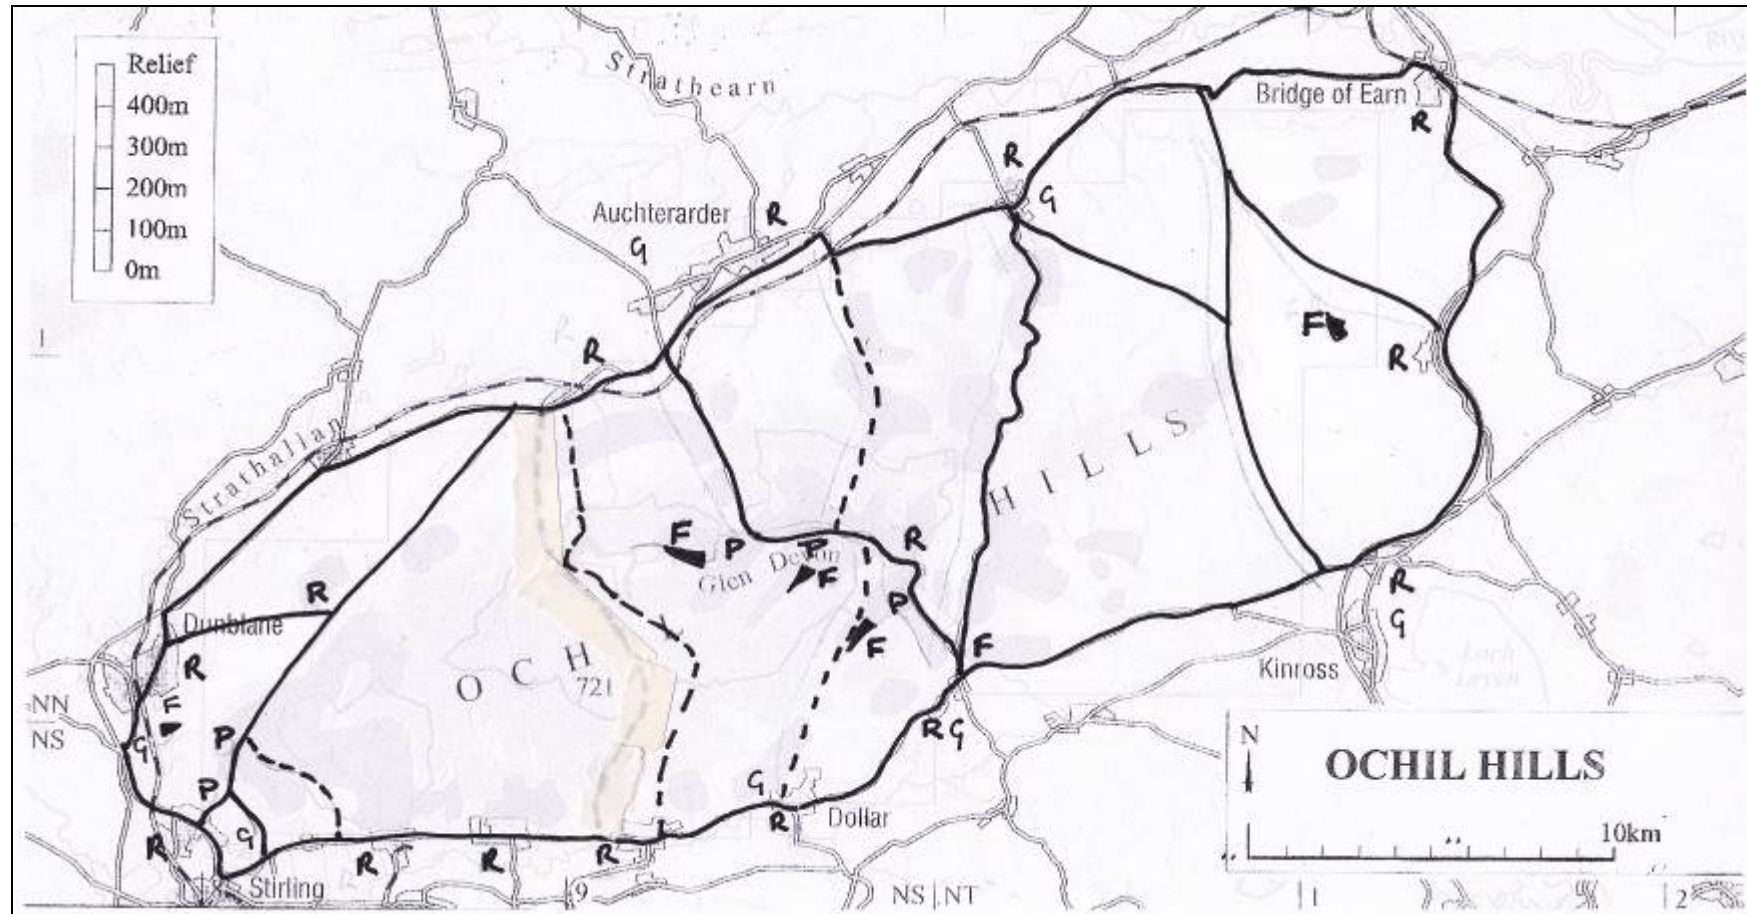 Relief
400m
300m
200m
100m
0m
Strathearn
Bridge of Earn
R
R
G
Auchterarder
R
G
1
R
F
R
Strathallan
HILLS
F
P
P
R
Glen Devon
F
R
Dunblane
P
R
G
R
F
F
OCH
721
Kinross
NN
NS
F
G
P
R G
N
OCHIL HILLS
P
G
R
Dollar
G
R
R
R
R
10km
Stirling
9
NS NT
1
2